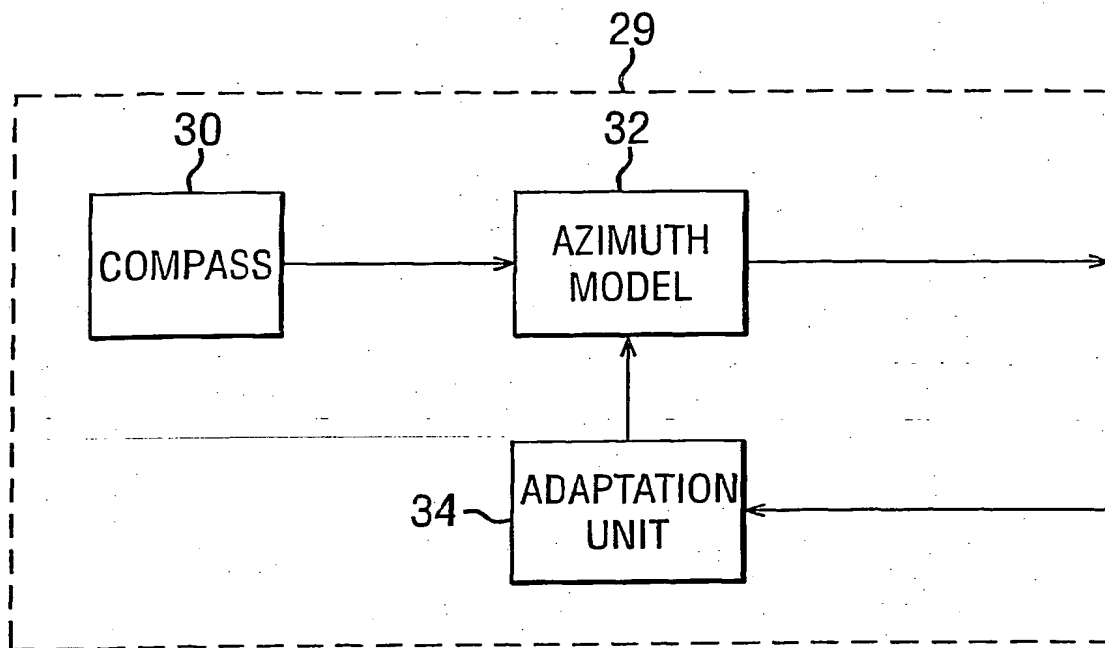 29
30
32
COMPASS
AZIMUTH
MODEL
34
ADAPTATION
UNIT